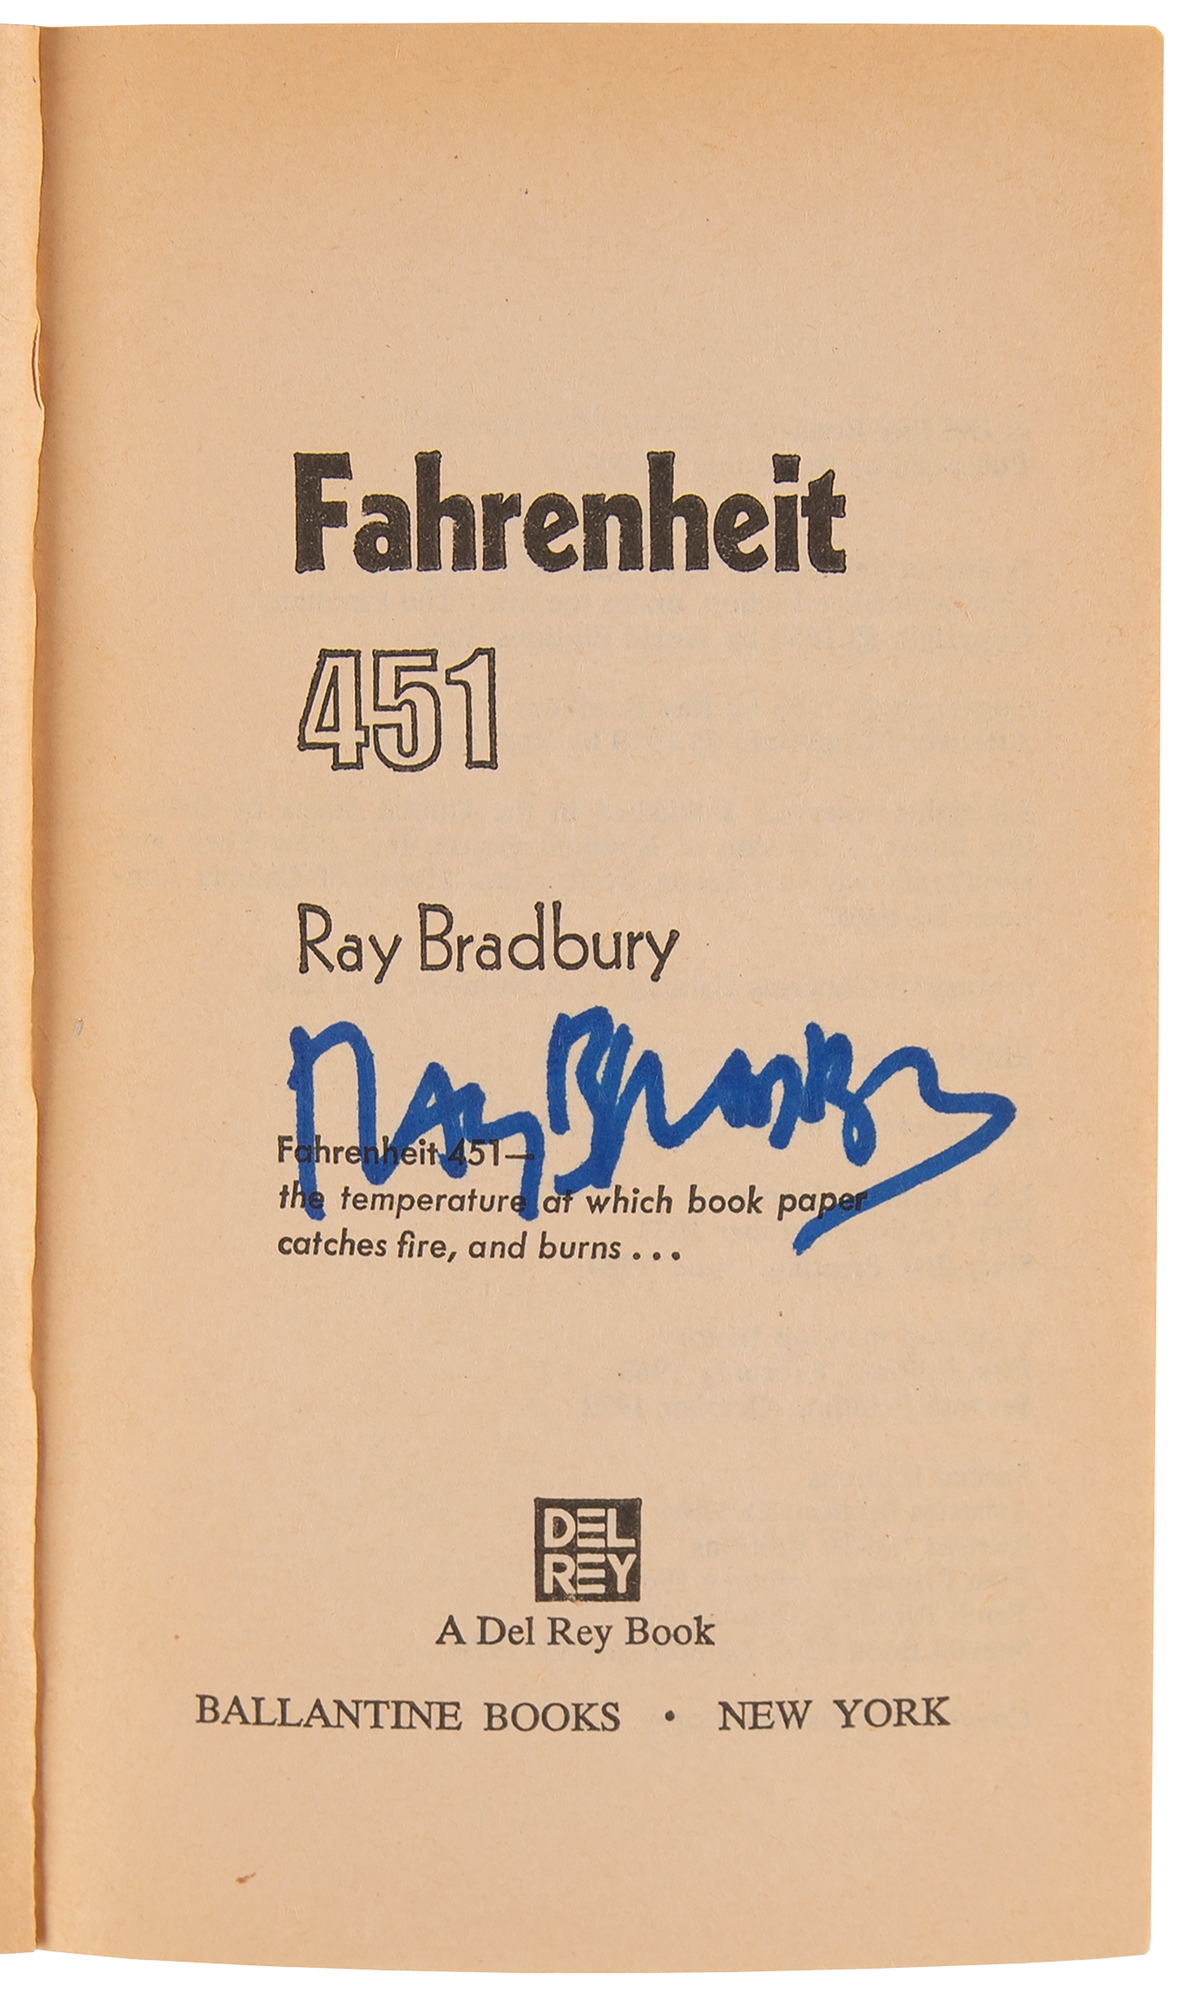 Fahrenheit
451
Ray Bradbury
Ray Bradbury
Fahrenheit 451—
the temperature at which book paper
catches fire, and burns . . .
DEL
REY
A Del Rey Book
BALLANTINE BOOKS • NEW YORK